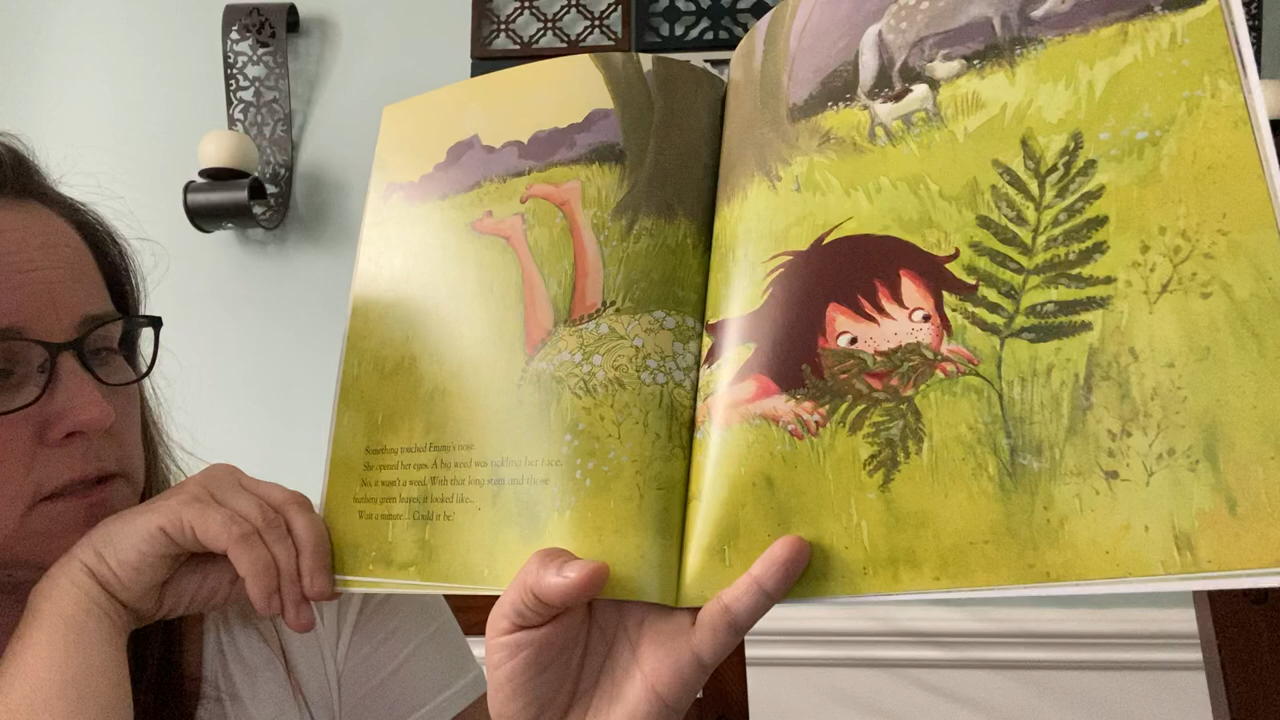 Something touched Emmy's nose.
She opened her eyes. A big weed was tickling her face.
No, it wasn't a weed. With that long stem and those
feathery green leaves, it looked like...
Wait a minute... Could it be?